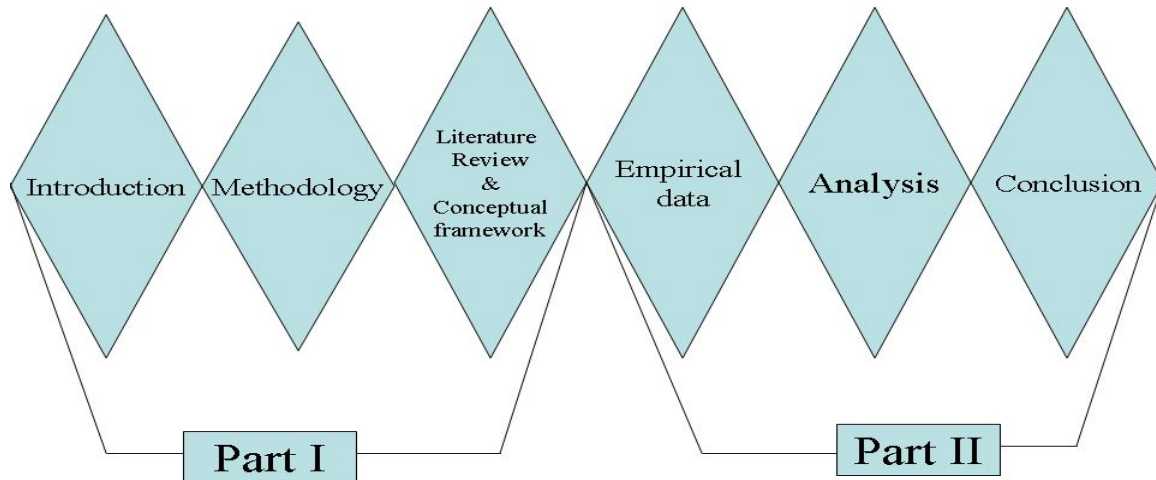 Introduction
Methodology
Literature
Review
&
Conceptual
framework
Empirical
data
Analysis
Conclusion
Part I
Part II